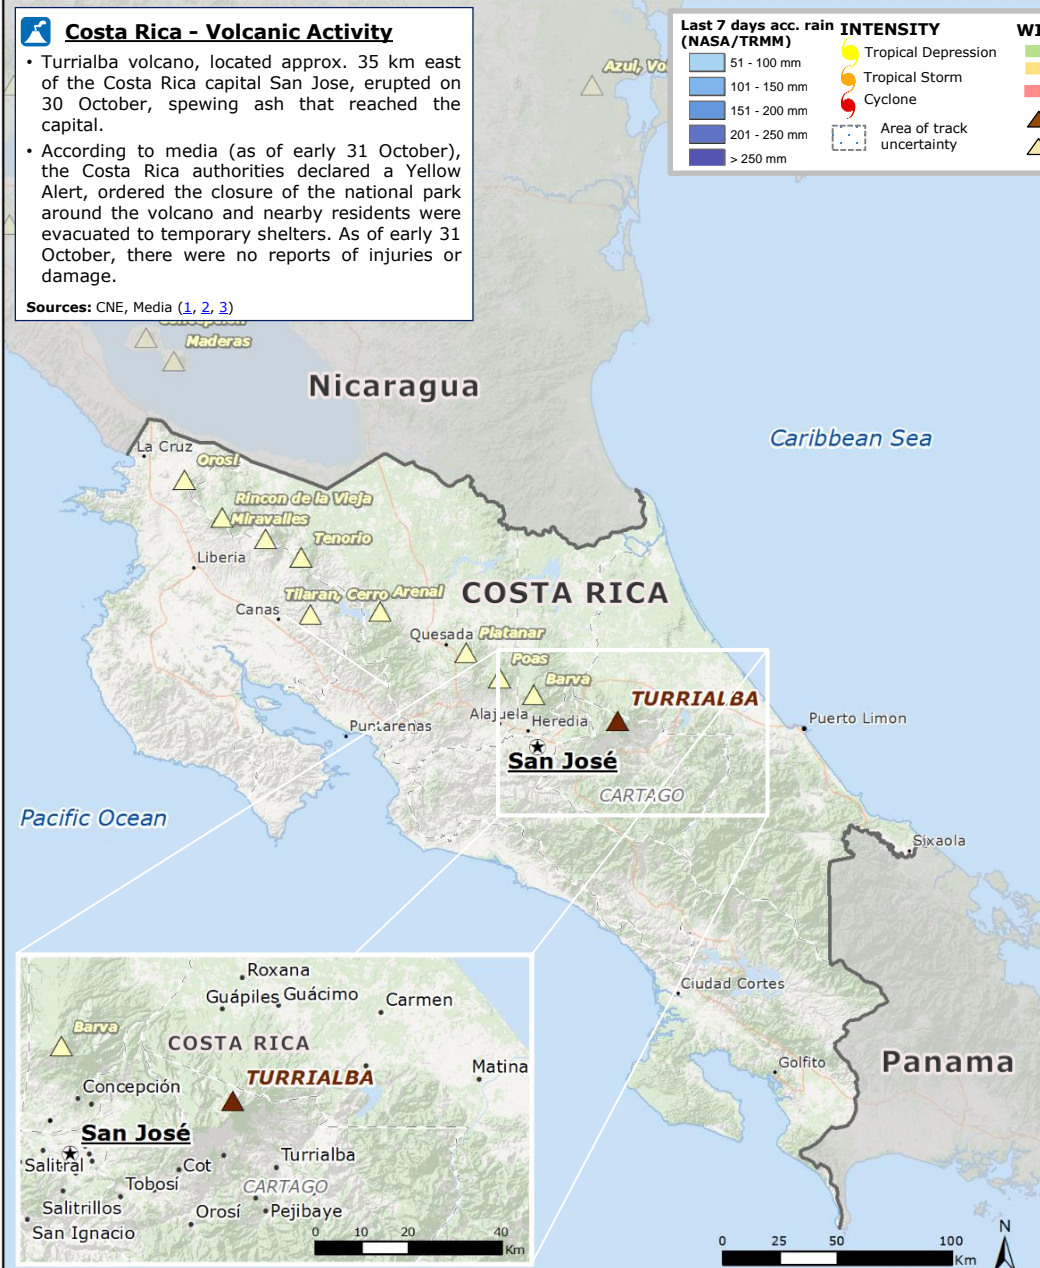 Costa Rica - Volcanic Activity
• Turrialba volcano, located approx. 35 km east
of the Costa Rica capital San Jose, erupted on
30 October, spewing ash that reached the
capital.
• According to media (as of early 31 October),
the Costa Rica authorities declared a Yellow
Alert, ordered the closure of the national park
around the volcano and nearby residents were
evacuated to temporary shelters. As of early 31
October, there were no reports of injuries or
damage.
Sources: CNE, Media (1, 2, 3)
Last 7 days acc. rain
(NASA/TRMM)
51 - 100 mm
101 - 150 mm
151 - 200 mm
201 - 250 mm
> 250 mm
INTENSITY
Tropical Depression
Tropical Storm
Cyclone
Area of track
uncertainty
WI
Azul, Vo
Concepción
Maderas
Nicaragua
Caribbean Sea
La Cruz
Orosi
Rincon de la Vieja
Miravalles
Tenorio
Liberia
Tilaran, Cerro
Arenal
COSTA RICA
Canas
Quesada
Platanar
Poas
Barva
TURRIALBA
Alajuela
Heredia
Puerto Limon
Puntarenas
San José
CARTAGO
Pacific Ocean
Sixaola
Ciudad Cortes
Golfito
Panama
Roxana
Guápiles
Guácimo
Carmen
Barva
COSTA RICA
Matina
TURRIALBA
Concepción
San José
Salitral
Cot
Turrialba
Tobosí
CARTAGO
Salitrillos
Orosí
Pejibaye
San Ignacio
0 20 40
Km
0 25 50 100
Km
N